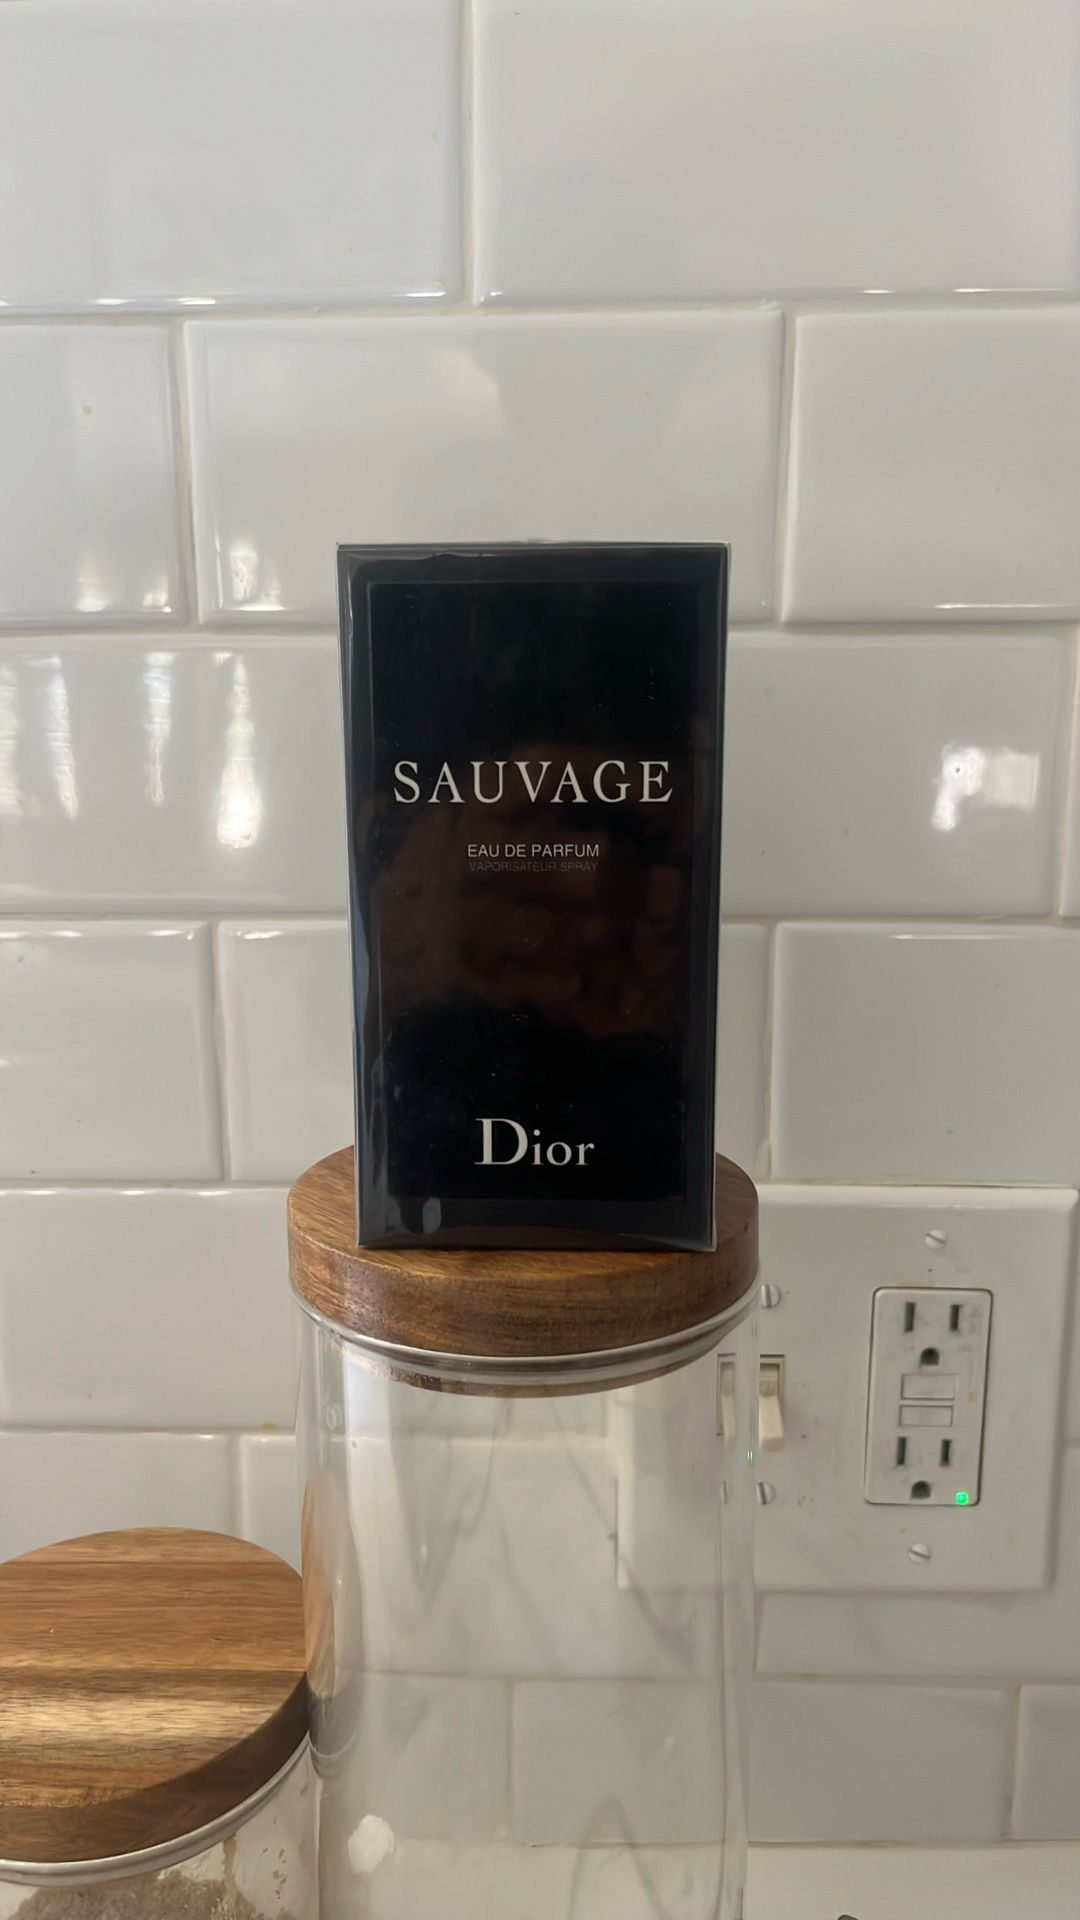 SAUVAGE
EAU DE PARFUM
VAPORISATEUR SPRAY
Dior